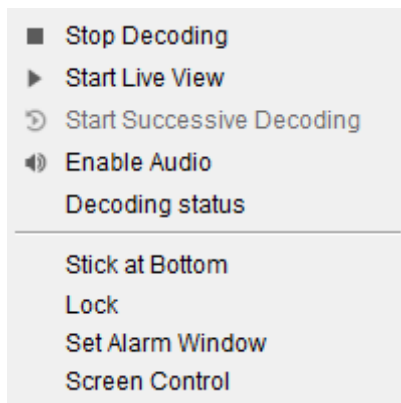 Stop Decoding
Start Live View
Start Successive Decoding
Enable Audio
Decoding status
Stick at Bottom
Lock
Set Alarm Window
Screen Control